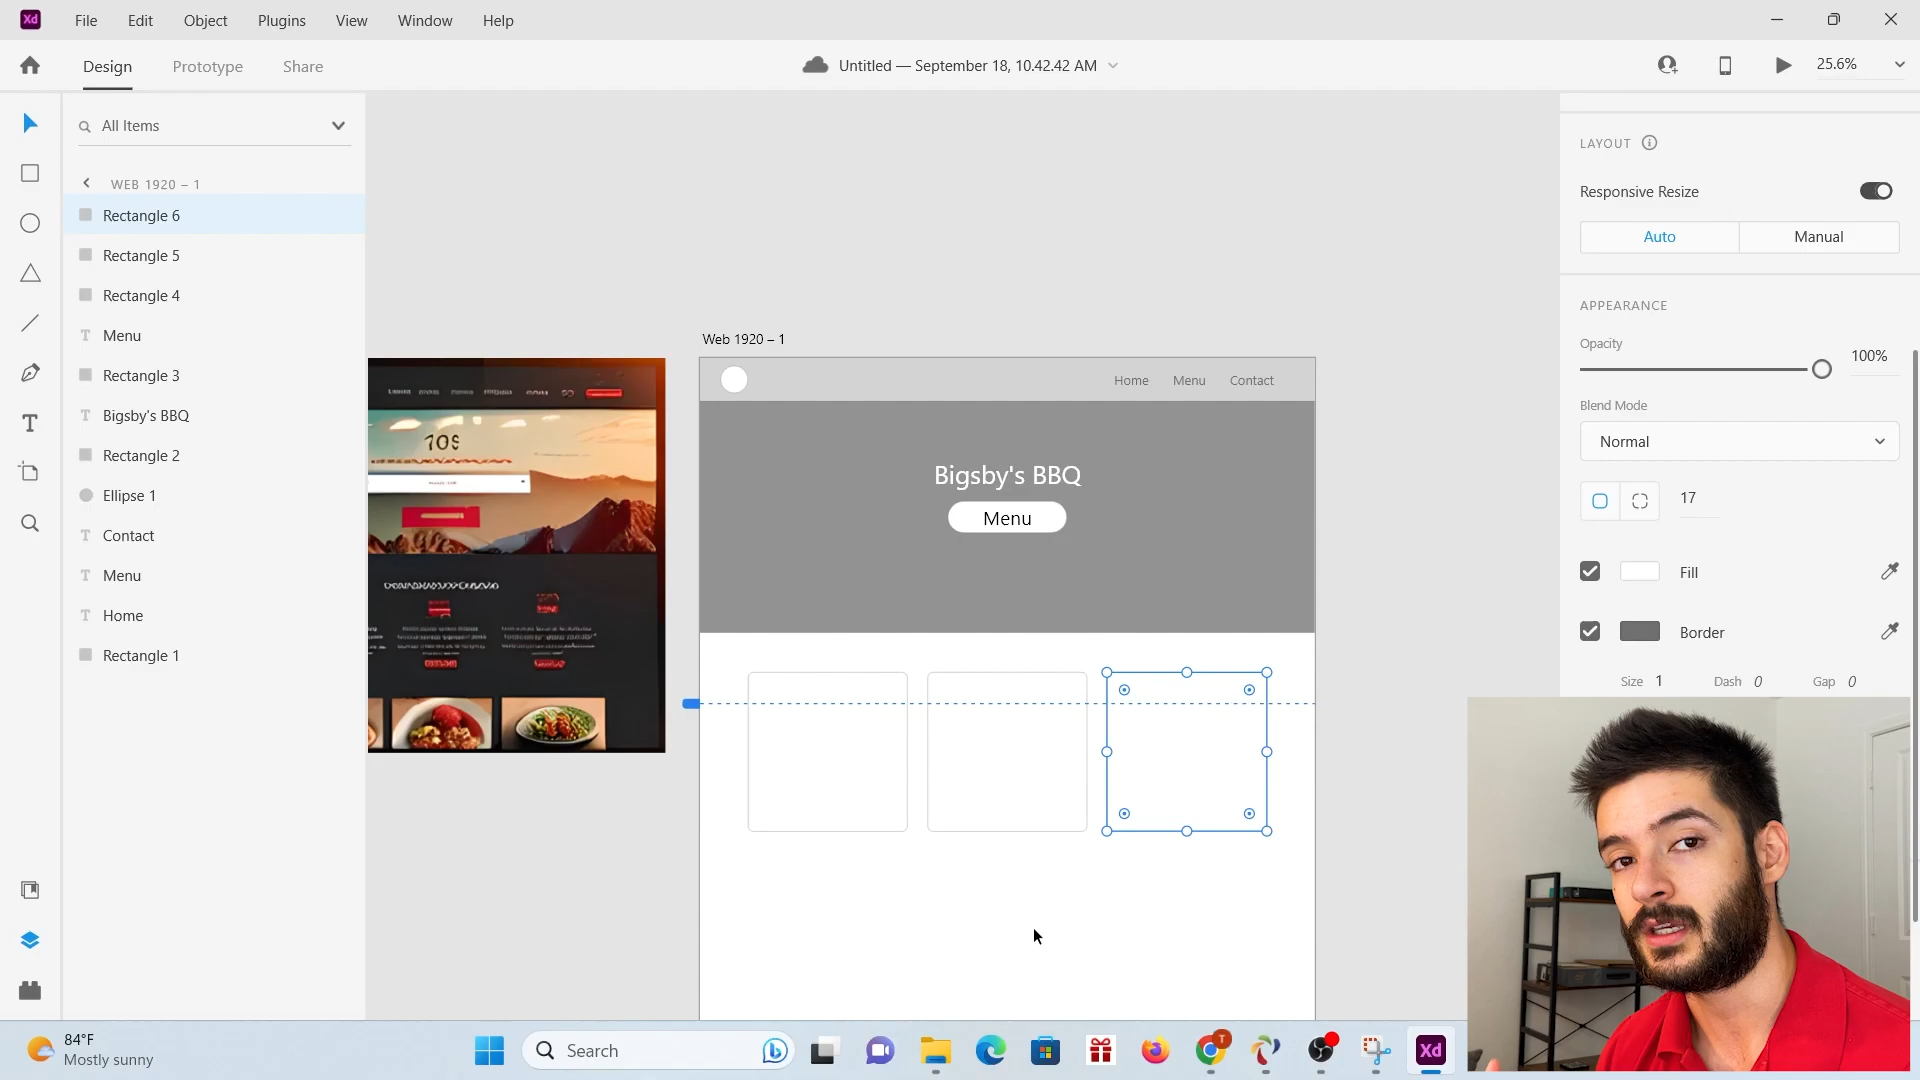 Xd File Edit Object Plugins View Window Help
Design Prototype Share Untitled — September 18, 10.42.42 AM 25.6%
All Items
WEB 1920 – 1
Rectangle 6
Rectangle 5
Rectangle 4
T Menu
Rectangle 3
T Bigsby's BBQ
Rectangle 2
Ellipse 1
T Contact
T Menu
T Home
Rectangle 1
Web 1920 – 1
Home Menu Contact
Bigsby's BBQ
Menu
LAYOUT
Responsive Resize
Auto Manual
APPEARANCE
Opacity
100%
Blend Mode
Normal
17
Fill
Border
Size 1 Dash 0 Gap 0
84°F
Mostly sunny
Search
T
Xd